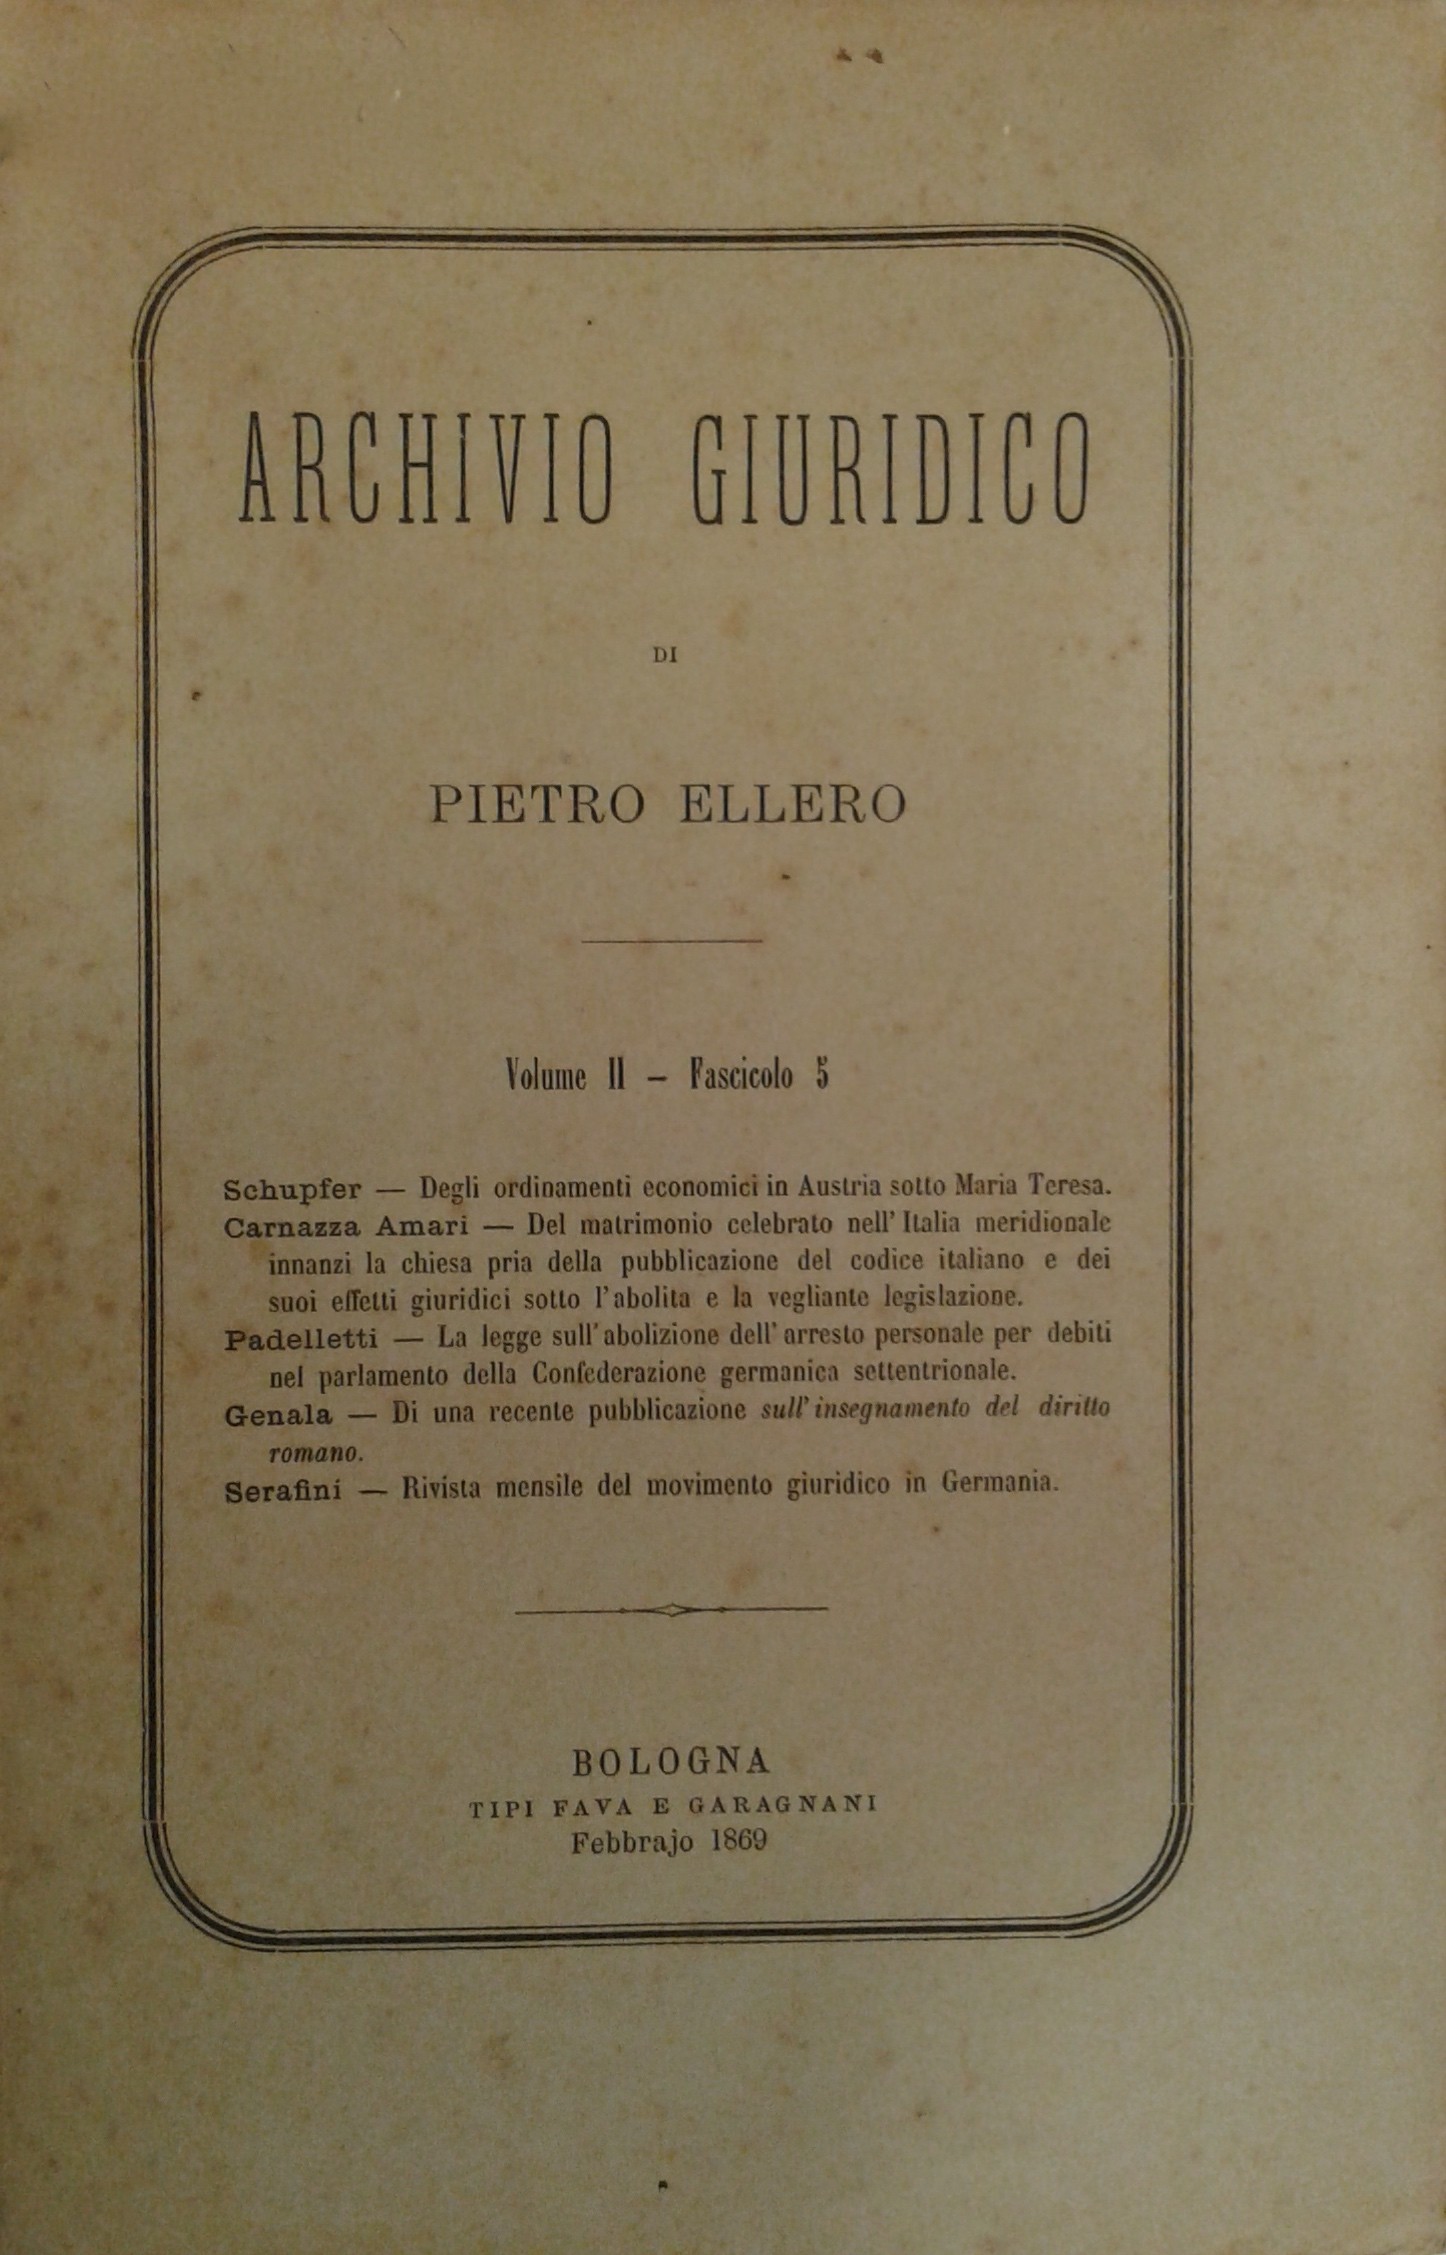 ARCHIVIO GIURIDICO
DI
PIETRO ELLERO
Volume II – Fascicolo 5
Schupfer — Degli ordinamenti economici in Austria sotto Maria Teresa.
Carnazza Amari — Del matrimonio celebrato nell' Italia meridionale
innanzi la chiesa pria della pubblicazione del codice italiano e dei
suoi effetti giuridici sotto l'abolita e la vegliante legislazione.
Padelletti — La legge sull' abolizione dell' arresto personale per debiti
nel parlamento della Confederazione germanica settentrionale.
Genala — Di una recente pubblicazione sull' insegnamento del diritto
romano.
Serafini — Rivista mensile del movimento giuridico in Germania.
BOLOGNA
TIPI FAVA E GARAGNANI
Febbrajo 1869